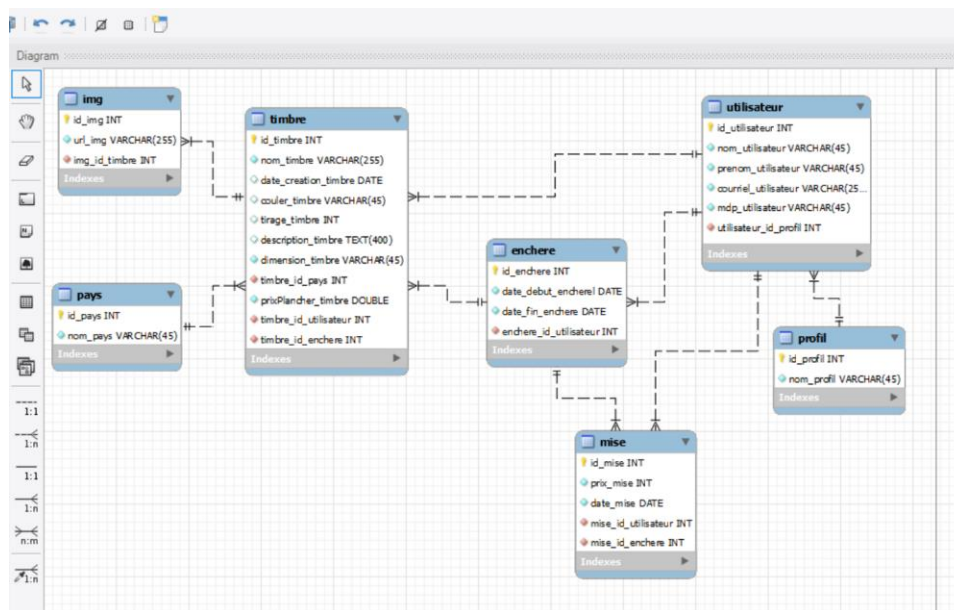 Diagram
img
id_img INT
url_img VARCHAR(255)
img_id_timbre INT
Indexes
timbre
id_timbre INT
nom_timbre VARCHAR(255)
date_creation_timbre DATE
couler_timbre VARCHAR(45)
tirage_timbre INT
description_timbre TEXT(400)
dimension_timbre VARCHAR(45)
timbre_id_pays INT
prixPlancher_timbre DOUBLE
timbre_id_utilisateur INT
timbre_id_enchere INT
Indexes
utilisateur
id_utilisateur INT
nom_utilisateur VARCHAR(45)
prenom_utilisateur VARCHAR(45)
courriel_utilisateur VARCHAR(25...
mdp_utilisateur VARCHAR(45)
utilisateur_id_profil INT
Indexes
pays
id_pays INT
nom_pays VARCHAR(45)
Indexes
enchere
id_enchere INT
date_debut_encherel DATE
date_fin_enchere DATE
enchere_id_utilisateur INT
Indexes
profil
id_profil INT
nom_profil VARCHAR(45)
Indexes
mise
id_mise INT
prix_mise INT
date_mise DATE
mise_id_utilisateur INT
mise_id_enchere INT
Indexes
1:1
1:n
1:1
1:n
n:m
1:n